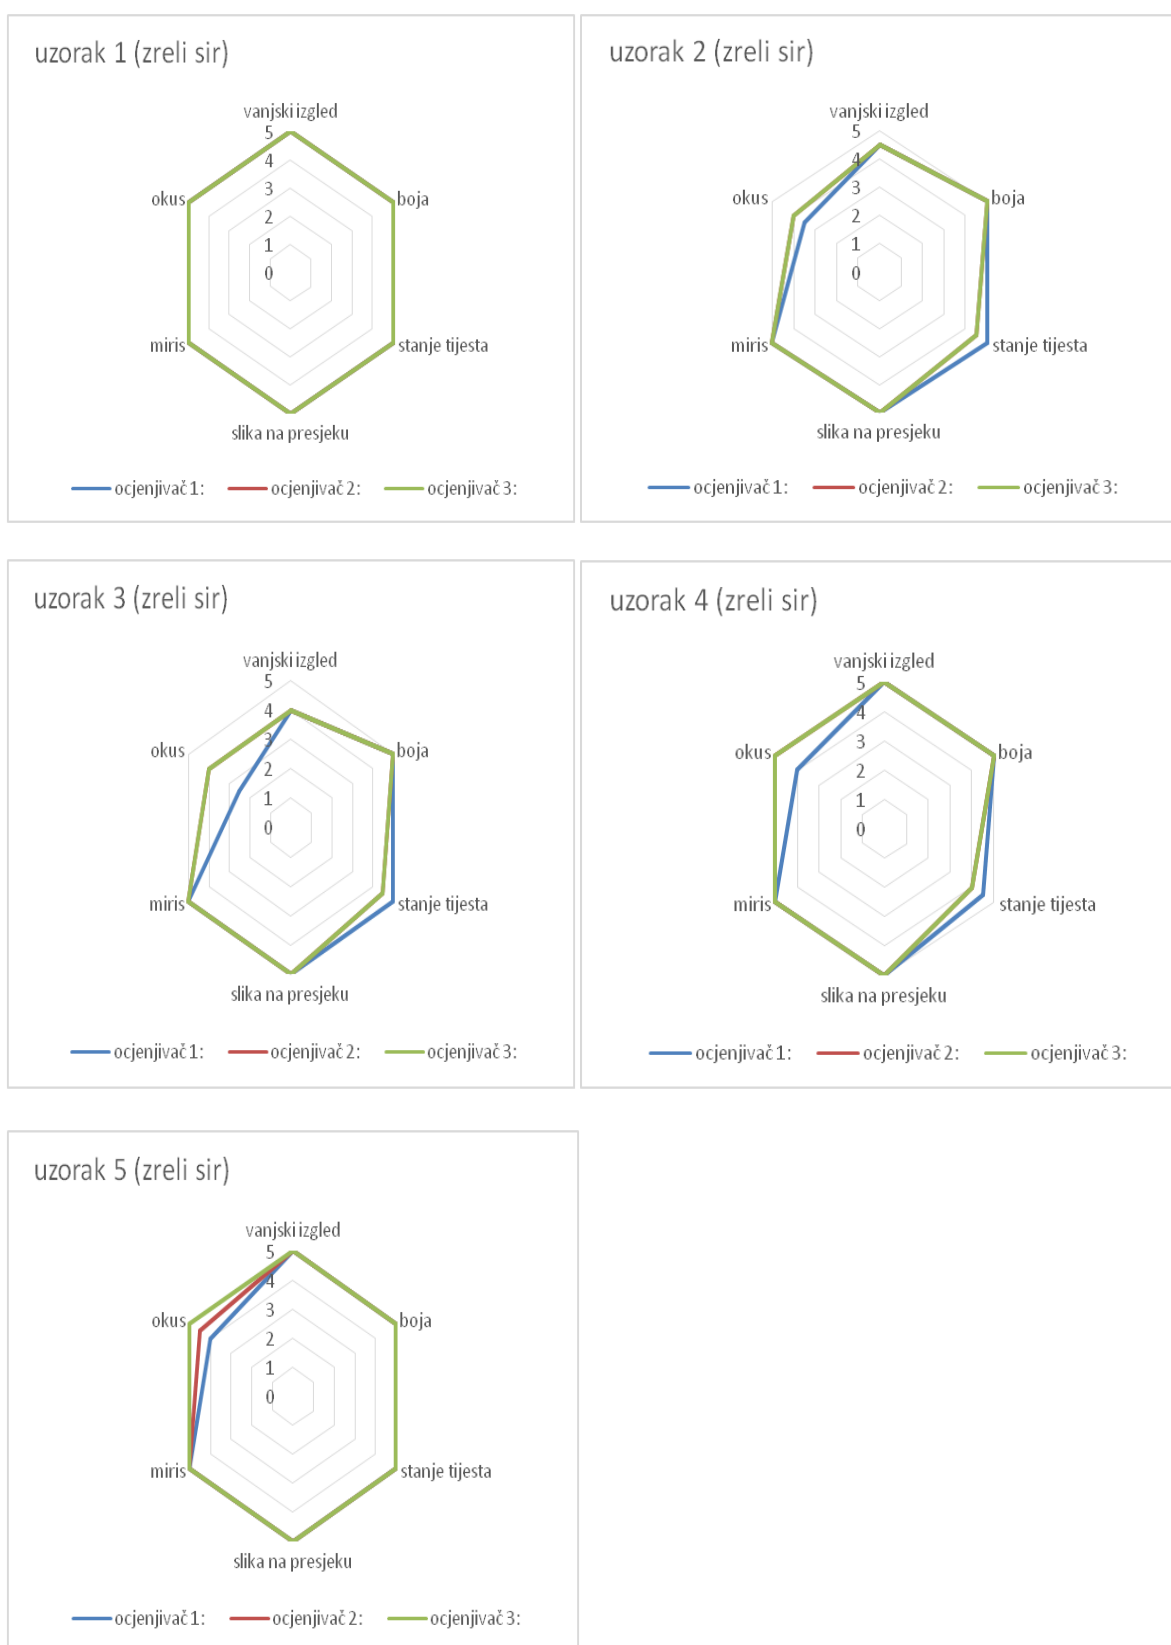 uzorak 1 (zreli sir)
vanjski izgled
5
4
3
2
1
0
okus
boja
miris
stanje tijesta
slika na presjeku
ocjenjivač 1: ocjenjivač 2: ocjenjivač 3:
uzorak 2 (zreli sir)
vanjski izgled
5
4
3
2
1
0
okus
boja
miris
stanje tijesta
slika na presjeku
ocjenjivač 1: ocjenjivač 2: ocjenjivač 3:
uzorak 3 (zreli sir)
vanjski izgled
5
4
3
2
1
0
okus
boja
miris
stanje tijesta
slika na presjeku
ocjenjivač 1: ocjenjivač 2: ocjenjivač 3:
uzorak 4 (zreli sir)
vanjski izgled
5
4
3
2
1
0
okus
boja
miris
stanje tijesta
slika na presjeku
ocjenjivač 1: ocjenjivač 2: ocjenjivač 3:
uzorak 5 (zreli sir)
vanjski izgled
5
4
3
2
1
0
okus
boja
miris
stanje tijesta
slika na presjeku
ocjenjivač 1: ocjenjivač 2: ocjenjivač 3: